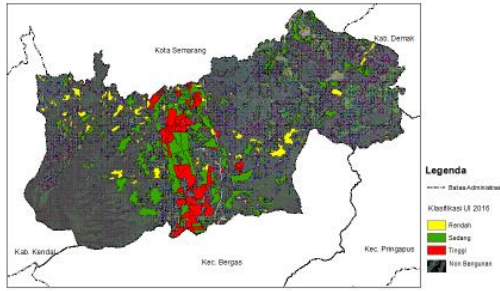 Kab. Demak
Kota Semarang
Legenda
Batas Administrasi
Klasifikasi UI 2016
Rendah
Sedang
Tinggi
Non Bangunan
Kab. Kendal
Kec. Bergas
Kec. Pringapus